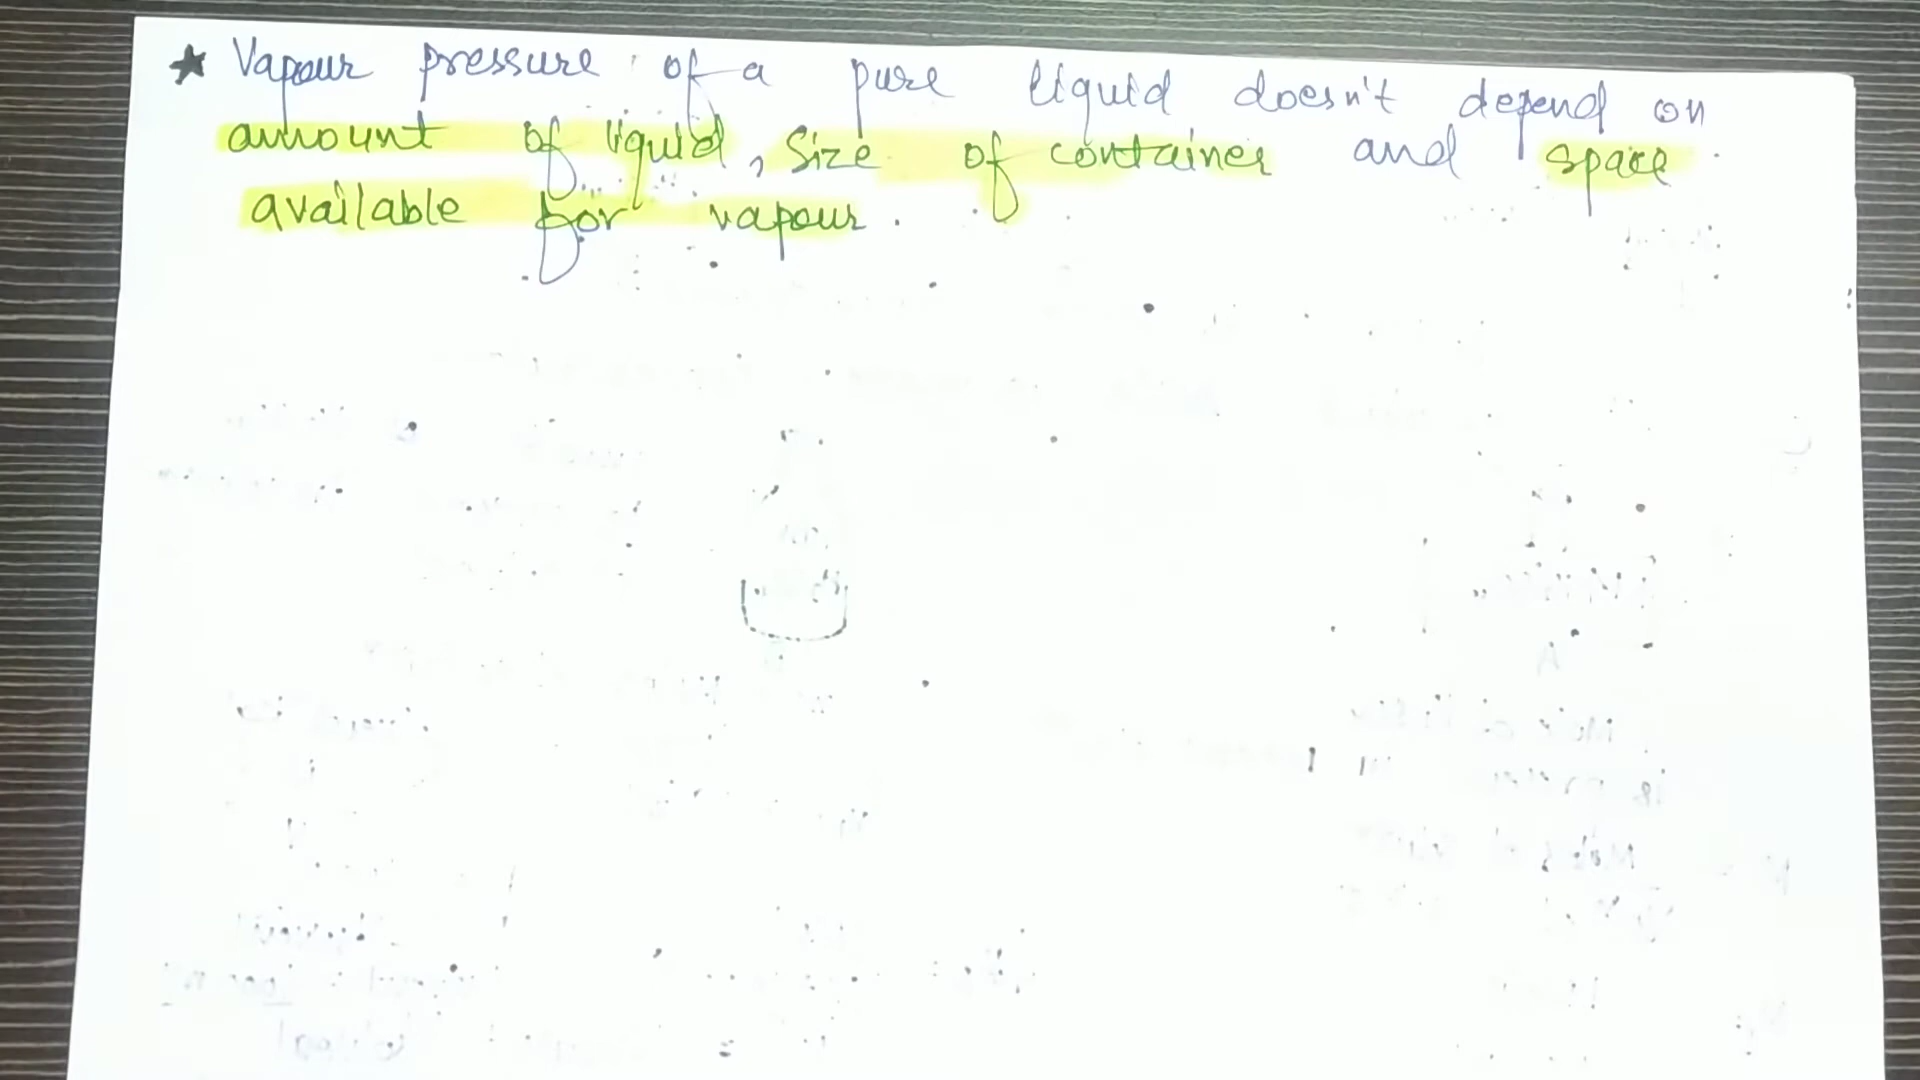 ★ Vapour pressure of a pure liquid doesn't depend on
amount of liquid, Size of container and space
available for vapour.